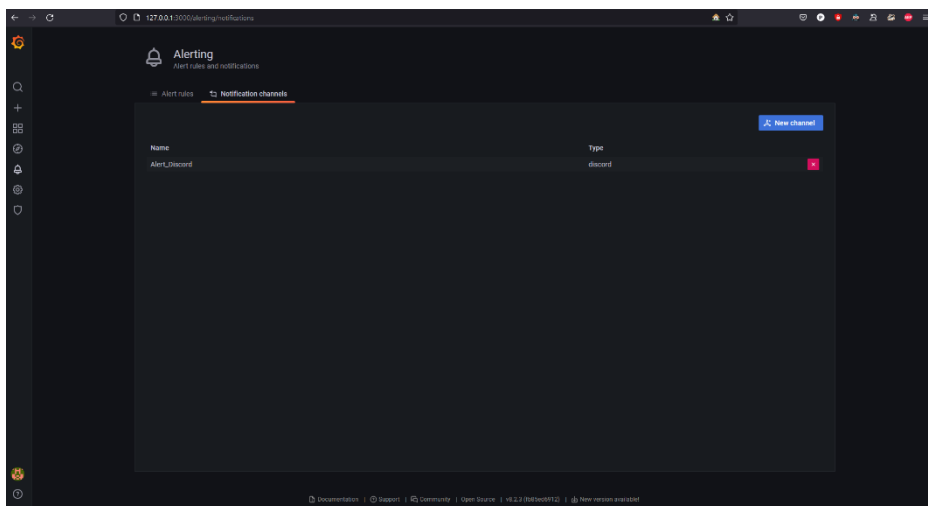 127.0.0.1:3000/alerting/notifications
Alerting
Alert rules and notifications
Alert rules
Notification channels
New channel
Name Type
Alert_Discord discord
Documentation | Support | Community | Open Source | v8.2.3 | New version available!